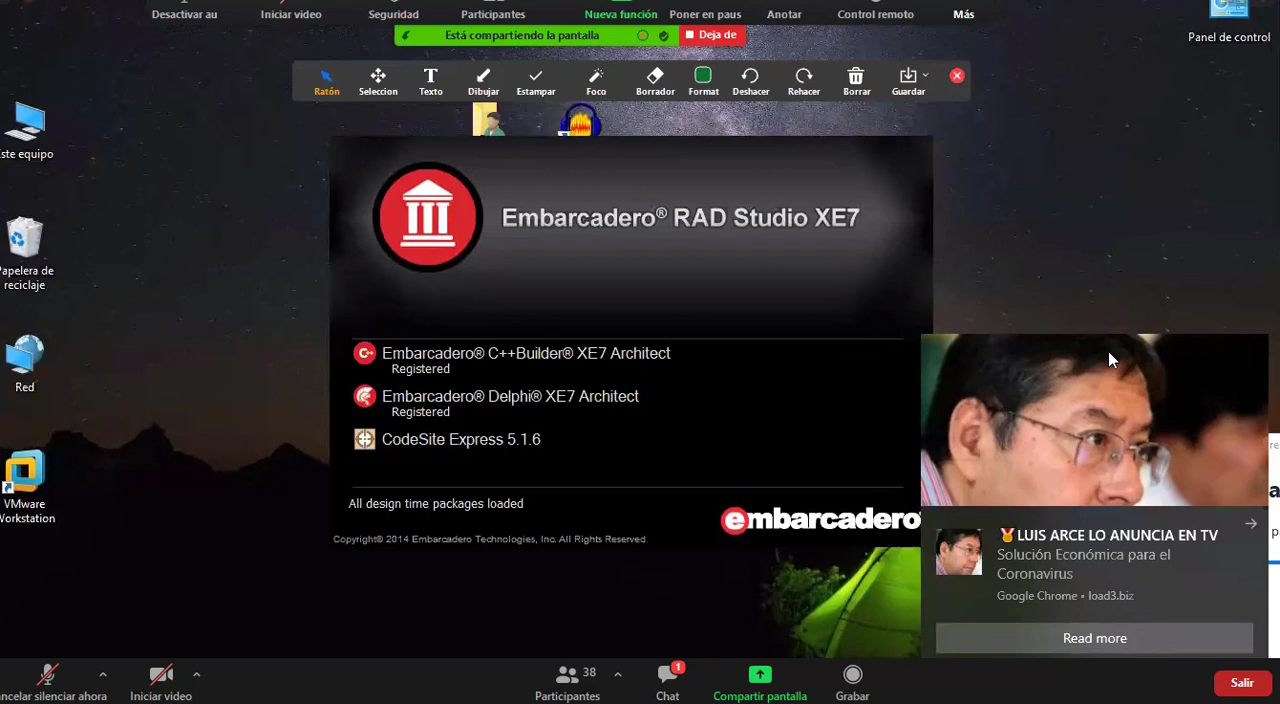 Desactivar au
Iniciar video
Seguridad
Participantes
Nueva función
Poner en paus
Anotar
Control remoto
Más
Está compartiendo la pantalla
Deja de
Panel de control
Ratón
Seleccion
Texto
Dibujar
Estampar
Foco
Borrador
Format
Deshacer
Rehacer
Borrar
Guardar
Este equipo
Papelera de
reciclaje
Red
VMware
Workstation
Embarcadero® RAD Studio XE7
Embarcadero® C++Builder® XE7 Architect
Registered
Embarcadero® Delphi® XE7 Architect
Registered
CodeSite Express 5.1.6
All design time packages loaded
embarcadero
Copyright© 2014 Embarcadero Technologies, Inc. All Rights Reserved.
🏅LUIS ARCE LO ANUNCIA EN TV
Solución Económica para el
Coronavirus
Google Chrome • load3.biz
Read more
ancelar silenciar ahora
Iniciar video
38
Participantes
1
Chat
Compartir pantalla
Grabar
Salir